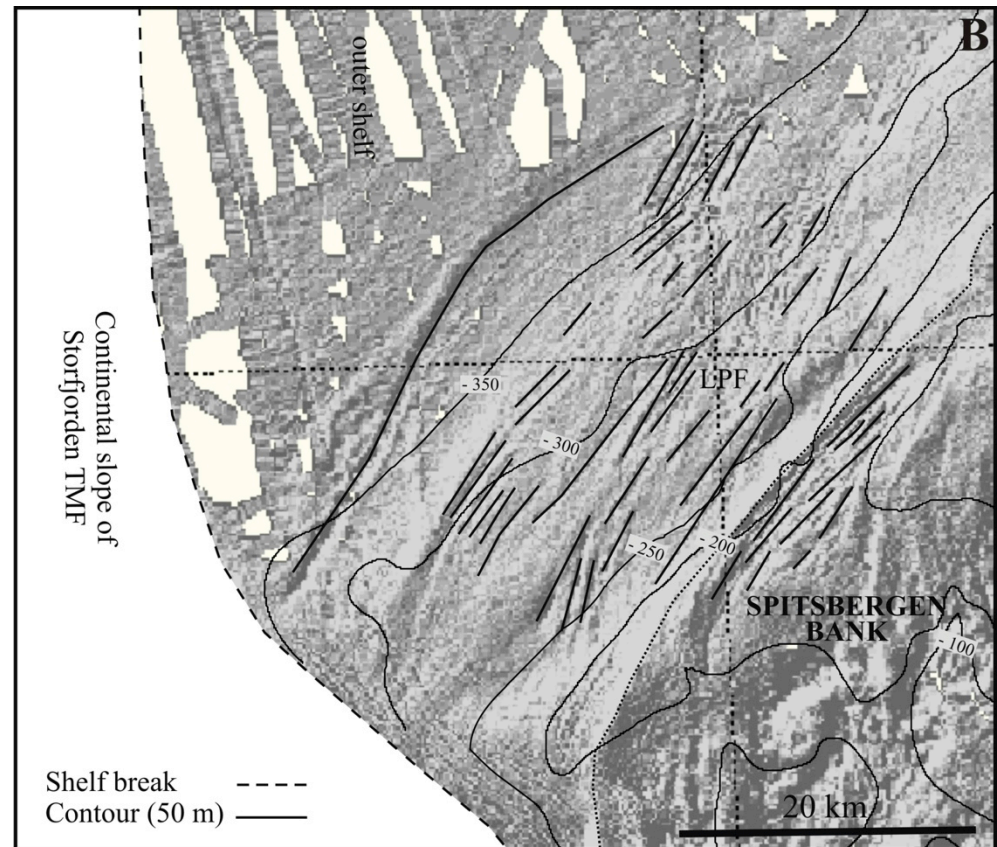 B
outer shelf
- 350
LPF
Continental slope of
Storfjorden TMF
- 300
- 250
- 200
SPITSBERGEN
BANK
- 100
Shelf break
Contour (50 m)
20 km